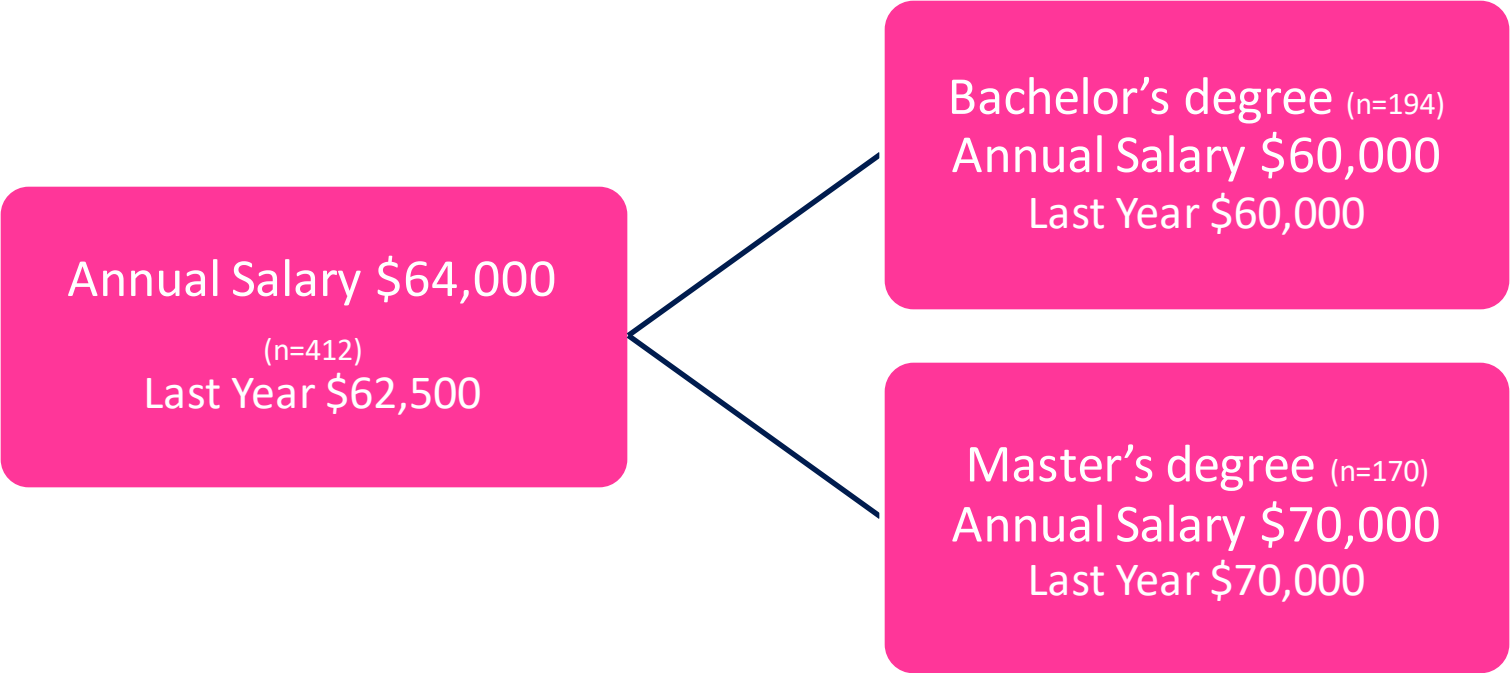 Annual Salary $64,000
(n=412)
Last Year $62,500
Bachelor’s degree (n=194)
Annual Salary $60,000
Last Year $60,000
Master’s degree (n=170)
Annual Salary $70,000
Last Year $70,000